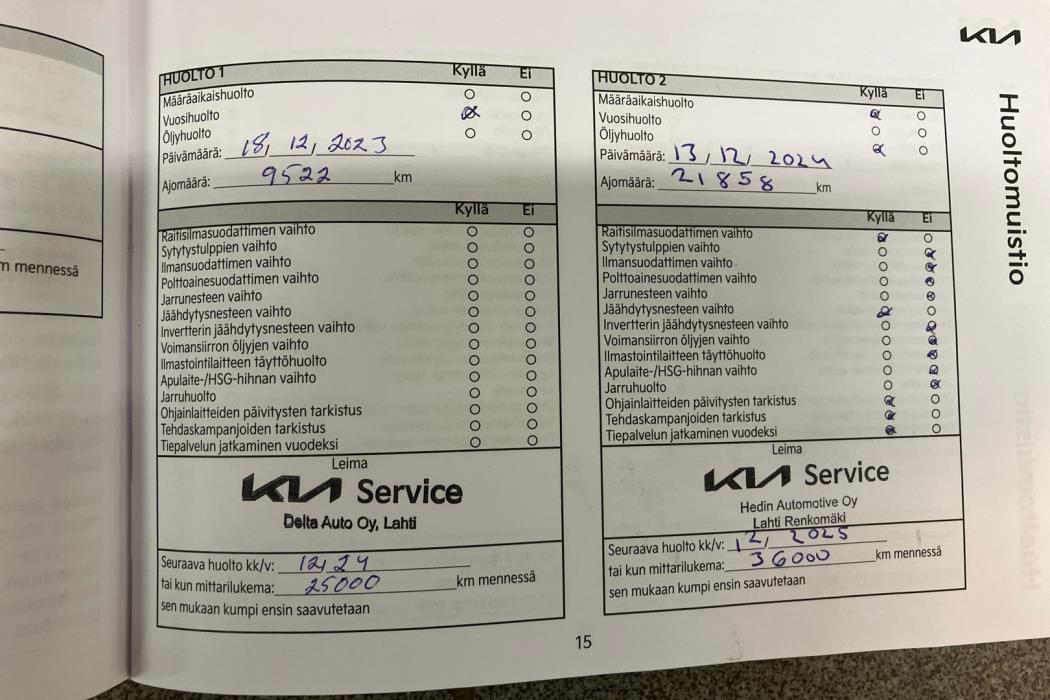 KIA
Huoltomuistio
m mennessä
HUOLTO 1 Kyllä Ei
Määräaikaishuolto
Vuosihuolto
Öljyhuolto
Päivämäärä: 18, 12, 2023
Ajomäärä: 9522 km
Kyllä Ei
Raitisilmasuodattimen vaihto
Sytytystulppien vaihto
Ilmansuodattimen vaihto
Polttoainesuodattimen vaihto
Jarrunesteen vaihto
Jäähdytysnesteen vaihto
Invertterin jäähdytysnesteen vaihto
Voimansiirron öljyjen vaihto
Ilmastointilaitteen täyttöhuolto
Apulaite-/HSG-hihnan vaihto
Jarruhuolto
Ohjainlaitteiden päivitysten tarkistus
Tehdaskampanjoiden tarkistus
Tiepalvelun jatkaminen vuodeksi
Leima
KIA Service
Delta Auto Oy, Lahti
Seuraava huolto kk/v: 12, 24
tai kun mittarilukema: 25000 km mennessä
sen mukaan kumpi ensin saavutetaan
HUOLTO 2 Kyllä Ei
Määräaikaishuolto
Vuosihuolto
Öljyhuolto
Päivämäärä: 13, 12, 2024
Ajomäärä: 21858 km
Kyllä Ei
Raitisilmasuodattimen vaihto
Sytytystulppien vaihto
Ilmansuodattimen vaihto
Polttoainesuodattimen vaihto
Jarrunesteen vaihto
Jäähdytysnesteen vaihto
Invertterin jäähdytysnesteen vaihto
Voimansiirron öljyjen vaihto
Ilmastointilaitteen täyttöhuolto
Apulaite-/HSG-hihnan vaihto
Jarruhuolto
Ohjainlaitteiden päivitysten tarkistus
Tehdaskampanjoiden tarkistus
Tiepalvelun jatkaminen vuodeksi
Leima
KIA Service
Hedin Automotive Oy
Lahti Renkomäki
Seuraava huolto kk/v: 12, 2025
tai kun mittarilukema: 36000 km mennessä
sen mukaan kumpi ensin saavutetaan
15